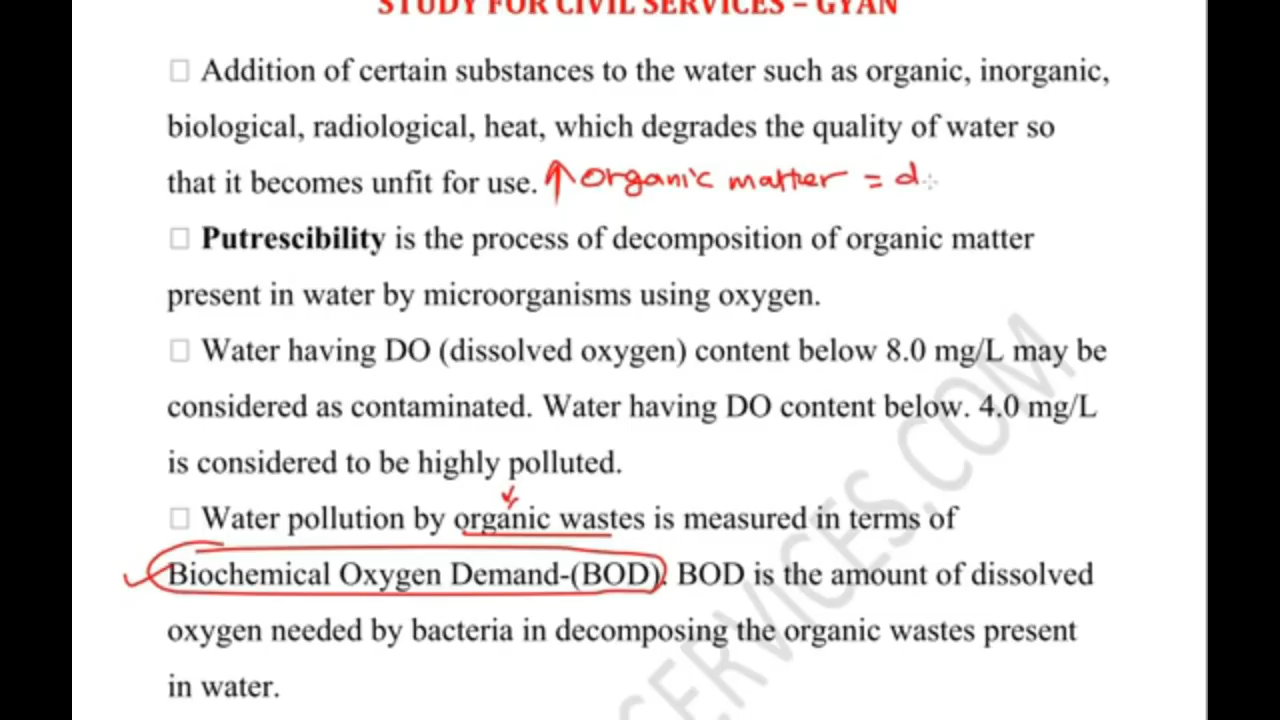 STUDY FOR CIVIL SERVICES – GYAN
□ Addition of certain substances to the water such as organic, inorganic,
biological, radiological, heat, which degrades the quality of water so
that it becomes unfit for use. ↑ organic matter = d
□ Putrescibility is the process of decomposition of organic matter
present in water by microorganisms using oxygen.
□ Water having DO (dissolved oxygen) content below 8.0 mg/L may be
considered as contaminated. Water having DO content below. 4.0 mg/L
is considered to be highly polluted.
□ Water pollution by organic wastes is measured in terms of
Biochemical Oxygen Demand-(BOD). BOD is the amount of dissolved
oxygen needed by bacteria in decomposing the organic wastes present
in water.
SERVICES.COM